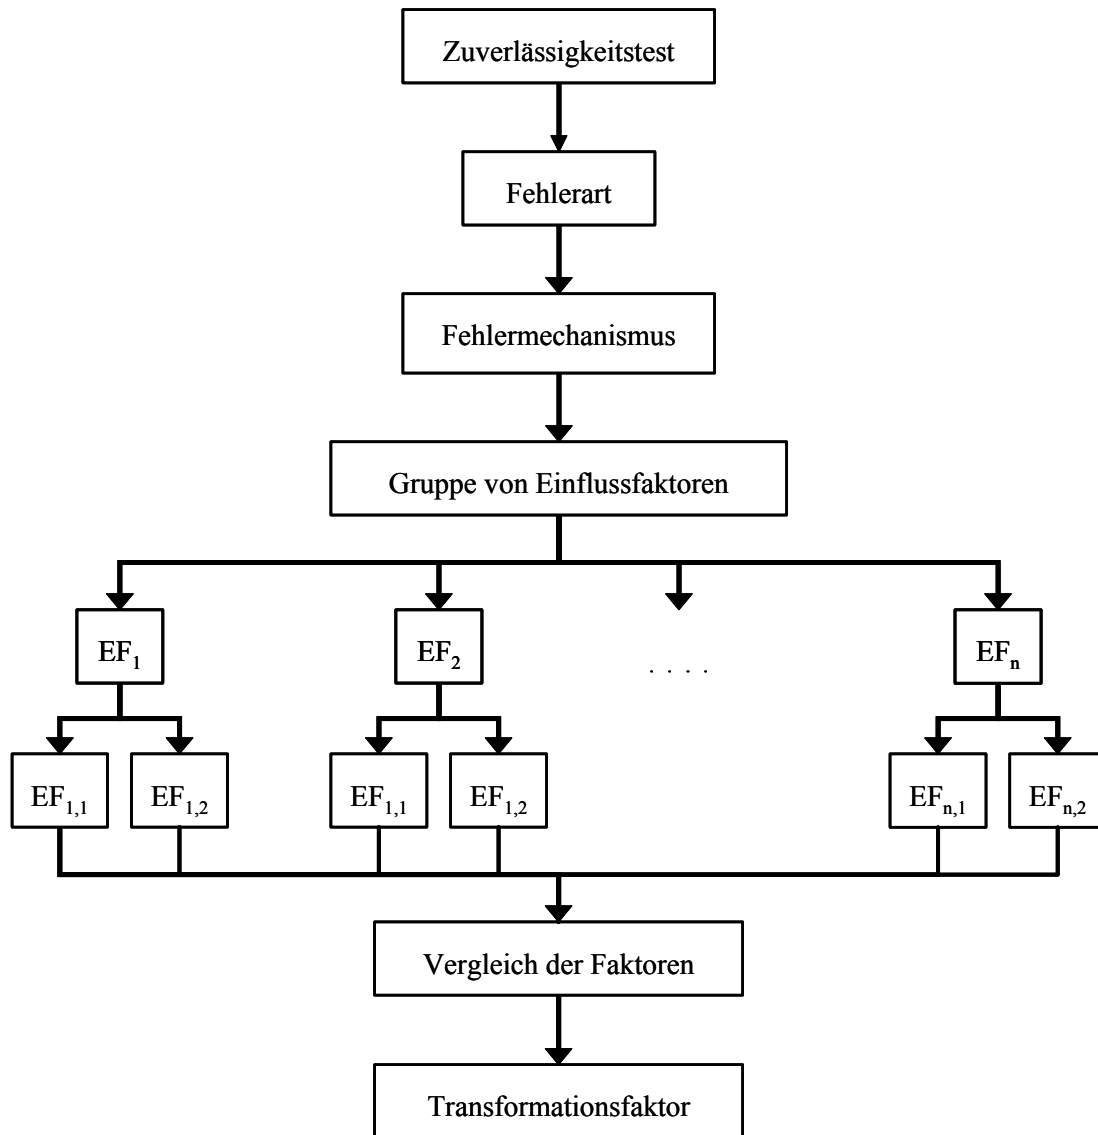 Zuverlässigkeitstest
Fehlerart
Fehlermechanismus
Gruppe von Einflussfaktoren
EF1 EF2 . . . . EFn
EF1,1 EF1,2 EF1,1 EF1,2 EFn,1 EFn,2
Vergleich der Faktoren
Transformationsfaktor